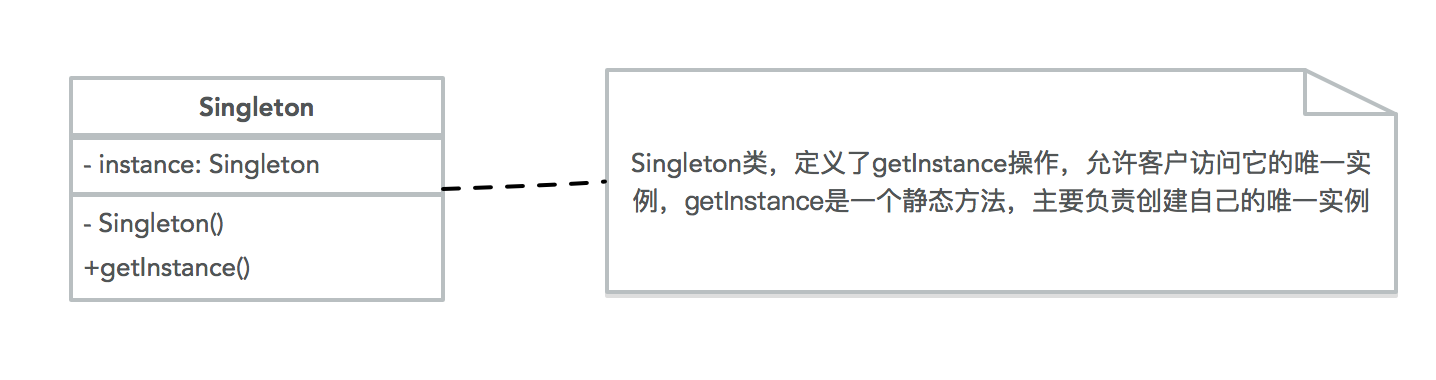 Singleton
- instance: Singleton
- Singleton()
+getInstance()
Singleton类，定义了getInstance操作，允许客户访问它的唯一实
例，getInstance是一个静态方法，主要负责创建自己的唯一实例